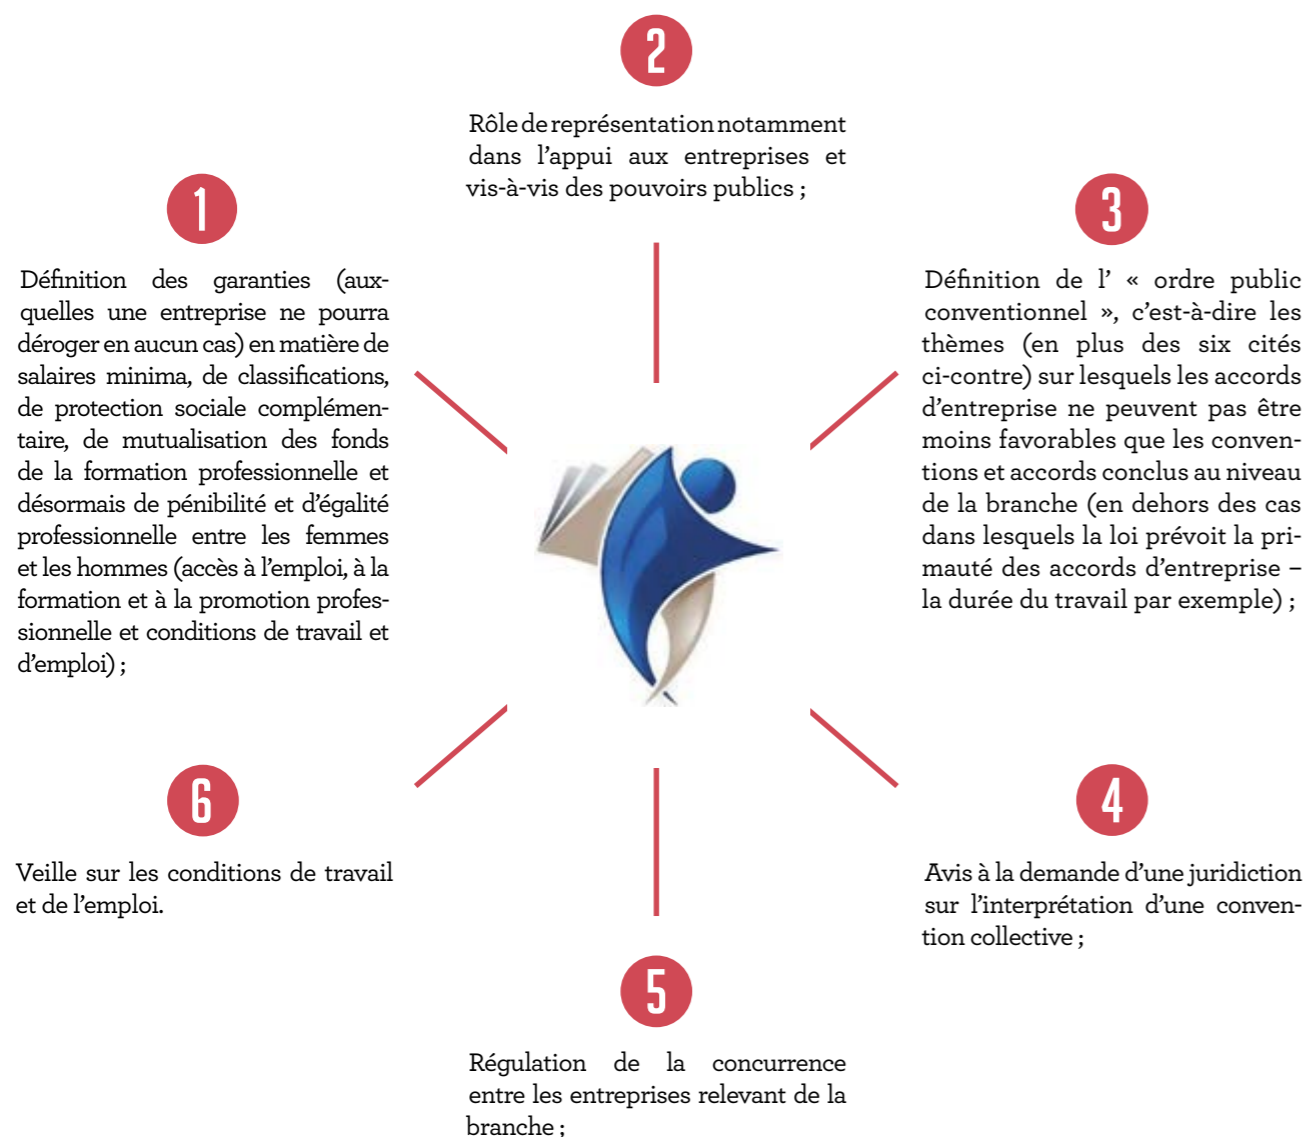 1
Définition des garanties (aux-
quelles une entreprise ne pourra
déroger en aucun cas) en matière de
salaires minima, de classifications,
de protection sociale complémen-
taire, de mutualisation des fonds
de la formation professionnelle et
désormais de pénibilité et d'égalité
professionnelle entre les femmes
et les hommes (accès à l'emploi, à la
formation et à la promotion profes-
sionnelle et conditions de travail et
d'emploi) ;
2
Rôle de représentation notamment
dans l'appui aux entreprises et
vis-à-vis des pouvoirs publics ;
3
Définition de l' « ordre public
conventionnel », c'est-à-dire les
thèmes (en plus des six cités
ci-contre) sur lesquels les accords
d'entreprise ne peuvent pas être
moins favorables que les conven-
tions et accords conclus au niveau
de la branche (en dehors des cas
dans lesquels la loi prévoit la pri-
mauté des accords d'entreprise –
la durée du travail par exemple) ;
4
Avis à la demande d'une juridiction
sur l'interprétation d'une conven-
tion collective ;
5
Régulation de la concurrence
entre les entreprises relevant de la
branche ;
6
Veille sur les conditions de travail
et de l'emploi.